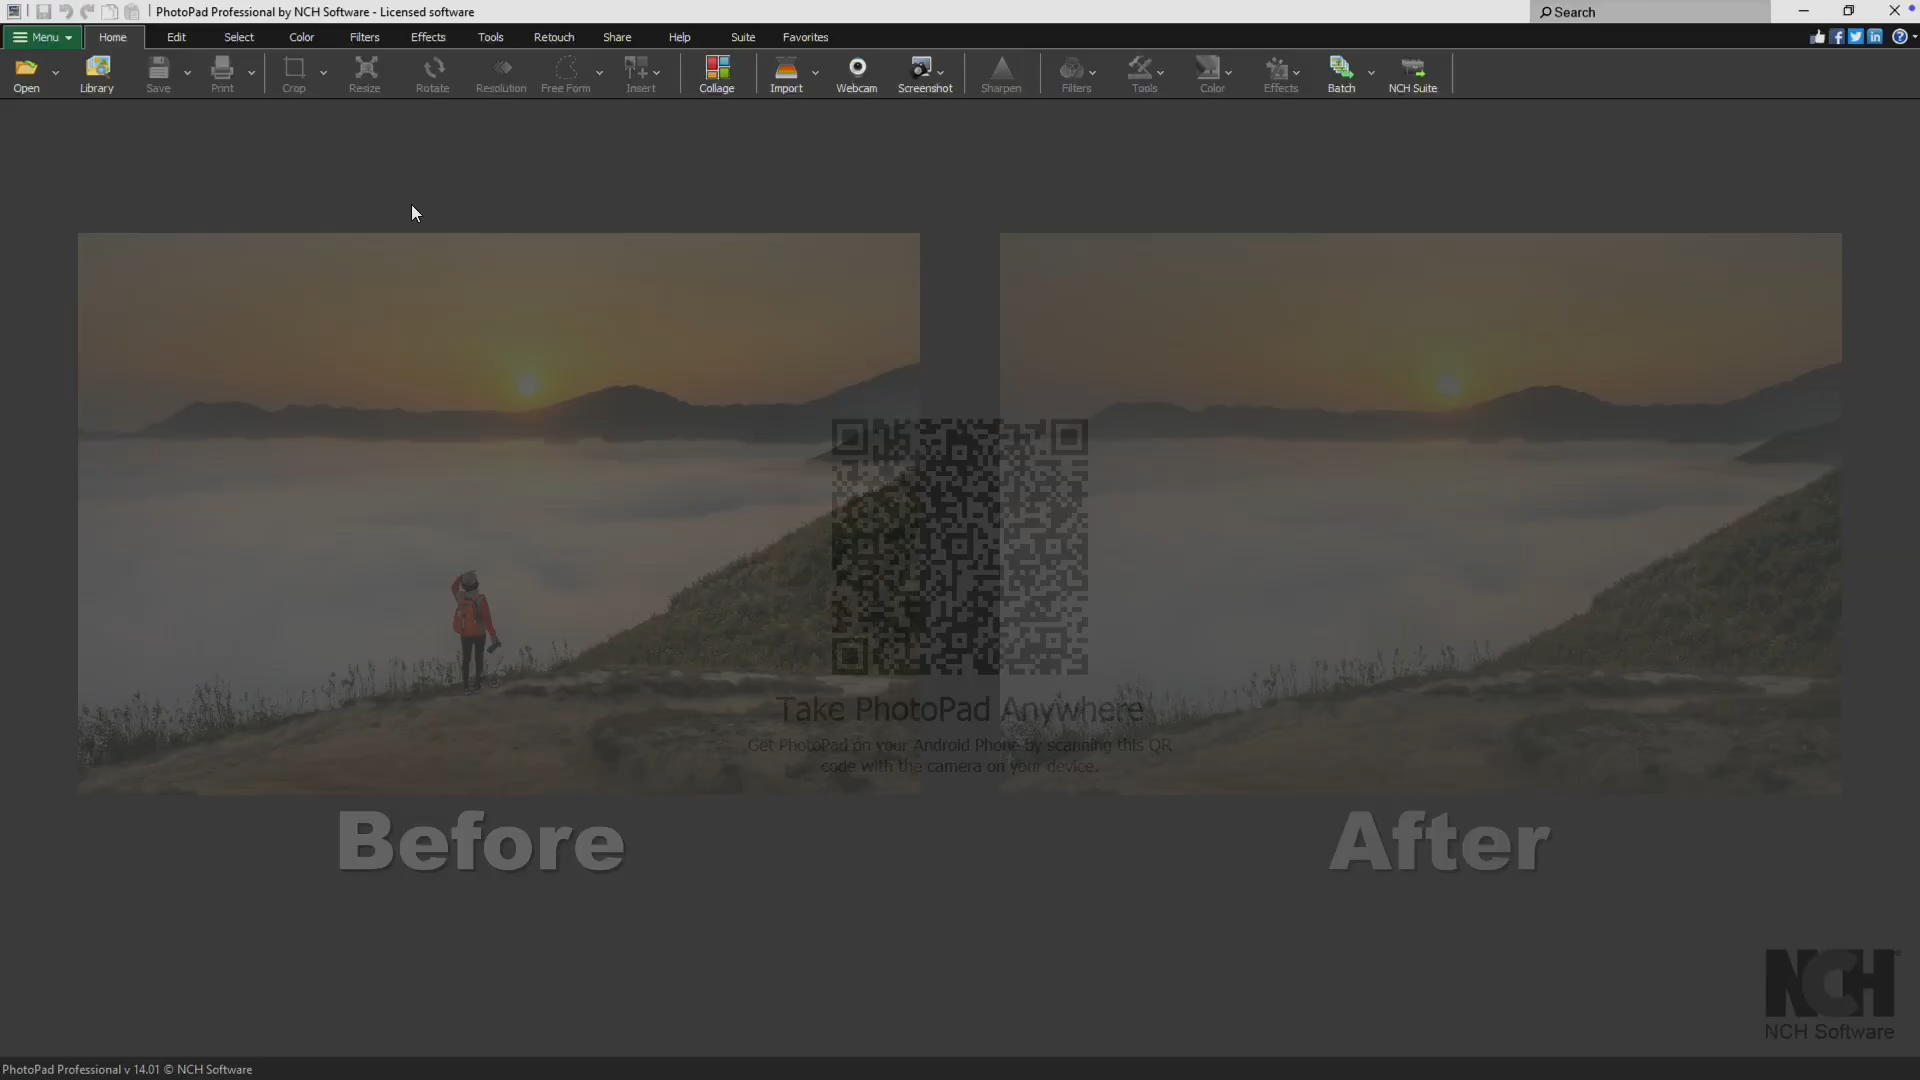 PhotoPad Professional by NCH Software - Licensed software
Search
Menu Home Edit Select Color Filters Effects Tools Retouch Share Help Suite Favorites
Open Library Save Print Crop Resize Rotate Resolution Free Form Insert Collage Import Webcam Screenshot Sharpen Filters Tools Color Effects Batch NCH Suite
Take PhotoPad Anywhere
Get PhotoPad on your Android Phone by scanning this QR
code with the camera on your device.
Before
After
NCH
NCH Software
PhotoPad Professional v 14.01 © NCH Software